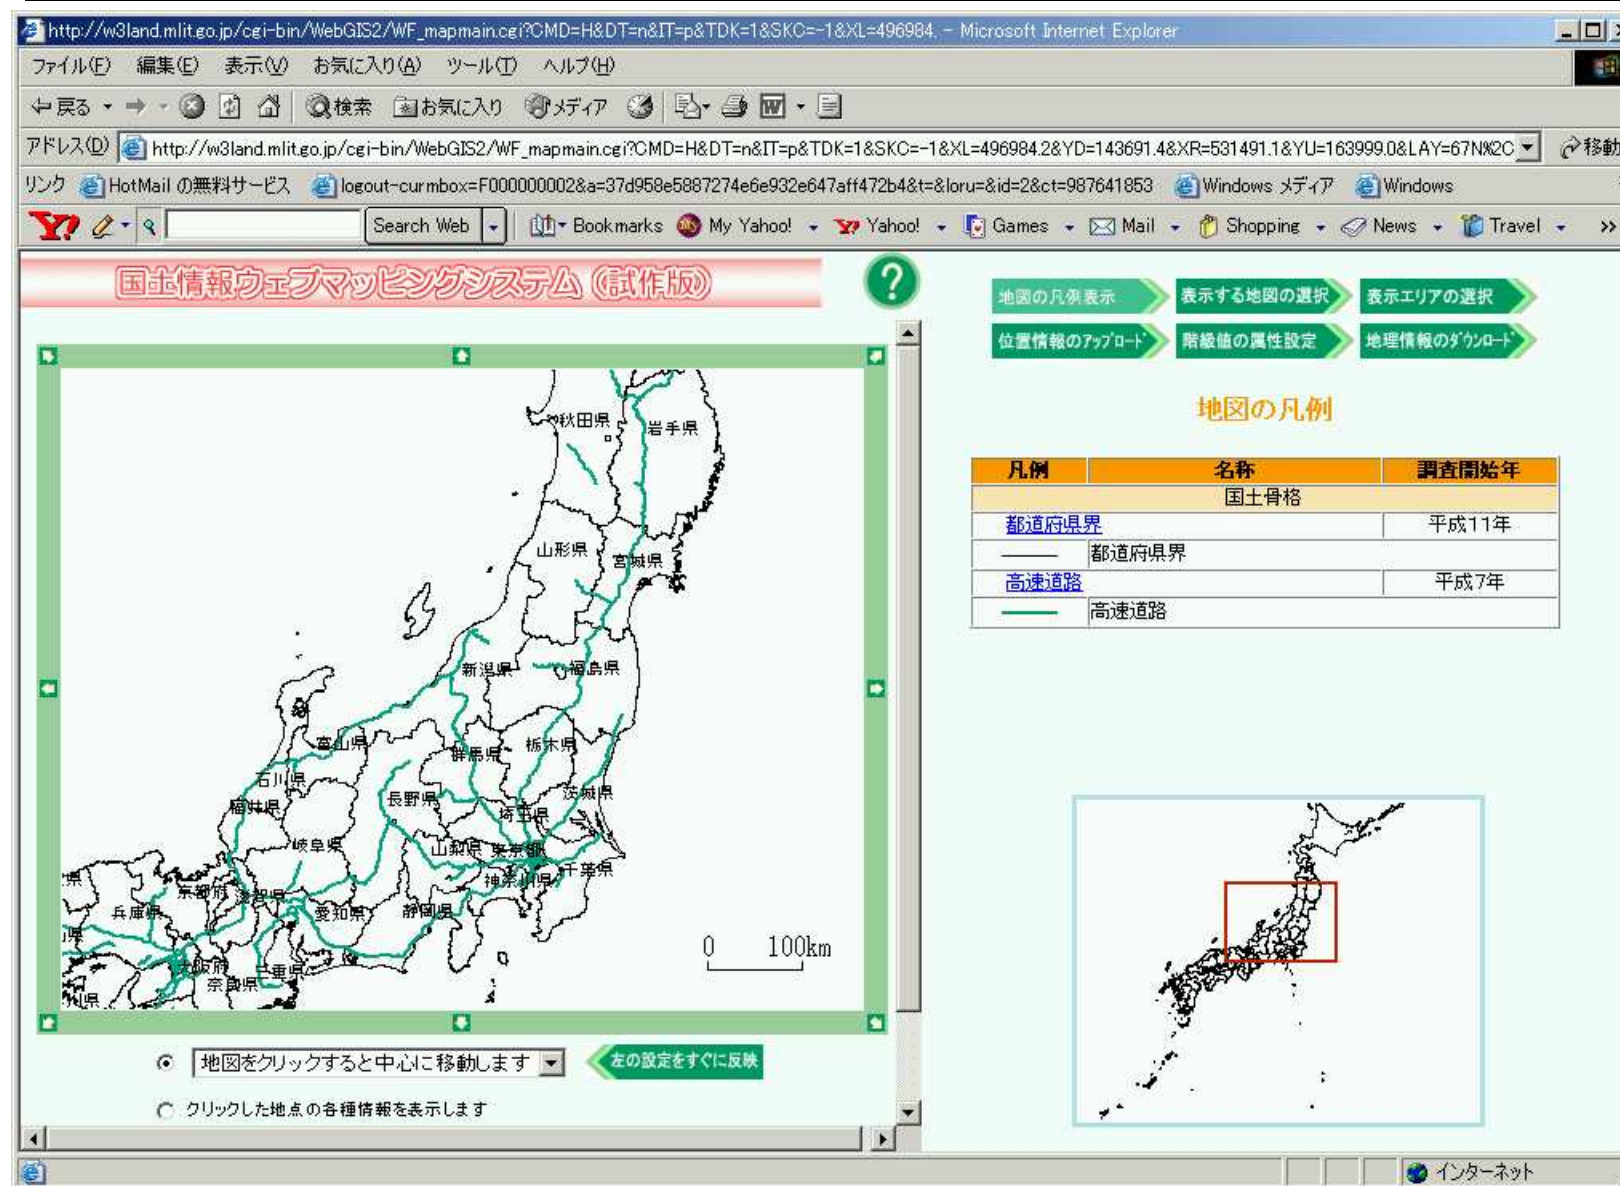 http://w3land.mlit.go.jp/cgi-bin/WebGIS2/WF_mapmain.cgi?CMD=H&DT=n&IT=p&TDK=1&SKC=-1&XL=496984. - Microsoft Internet Explorer
ファイル(F) 編集(E) 表示(V) お気に入り(A) ツール(T) ヘルプ(H)
戻る 検索 お気に入り メディア
アドレス(D) http://w3land.mlit.go.jp/cgi-bin/WebGIS2/WF_mapmain.cgi?CMD=H&DT=n&IT=p&TDK=1&SKC=-1&XL=496984.2&YD=143691.4&XR=531491.1&YU=163999.0&LAY=67N%2C 移動
リンク HotMail の無料サービス logout-curmbox=F000000002&a=37d958e5887274e6e932e647aff472b4&t=&loru=&id=2&ct=987641853 Windows メディア Windows
Y! Search Web Bookmarks My Yahoo! Y! Yahoo! Games Mail Shopping News Travel »
国土情報ウェブマッピングシステム(試作版) ?
地図の凡例表示 表示する地図の選択 表示エリアの選択
位置情報のアップロード 階級値の属性設定 地理情報のダウンロード
地図の凡例
凡例 名称 調査開始年
国土骨格
都道府県界 平成11年
都道府県界
高速道路 平成7年
高速道路
秋田県
岩手県
山形県
宮城県
新潟県
福島県
富山県
群馬県
栃木県
石川県
長野県
茨城県
福井県
埼玉県
岐阜県
山梨県
東京都
千葉県
神奈川県
京都府
滋賀県
兵庫県
愛知県
静岡県
大阪府
三重県
奈良県
0 100km
地図をクリックすると中心に移動します 左の設定をすぐに反映
クリックした地点の各種情報を表示します
インターネット